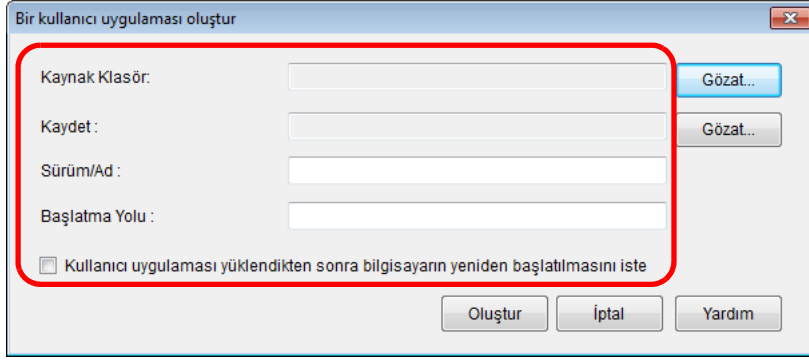 Bir kullanıcı uygulaması oluştur
Kaynak Klasör:
Gözat...
Kaydet :
Gözat...
Sürüm/Ad :
Başlatma Yolu :
Kullanıcı uygulaması yüklendikten sonra bilgisayarın yeniden başlatılmasını iste
Oluştur İptal Yardım